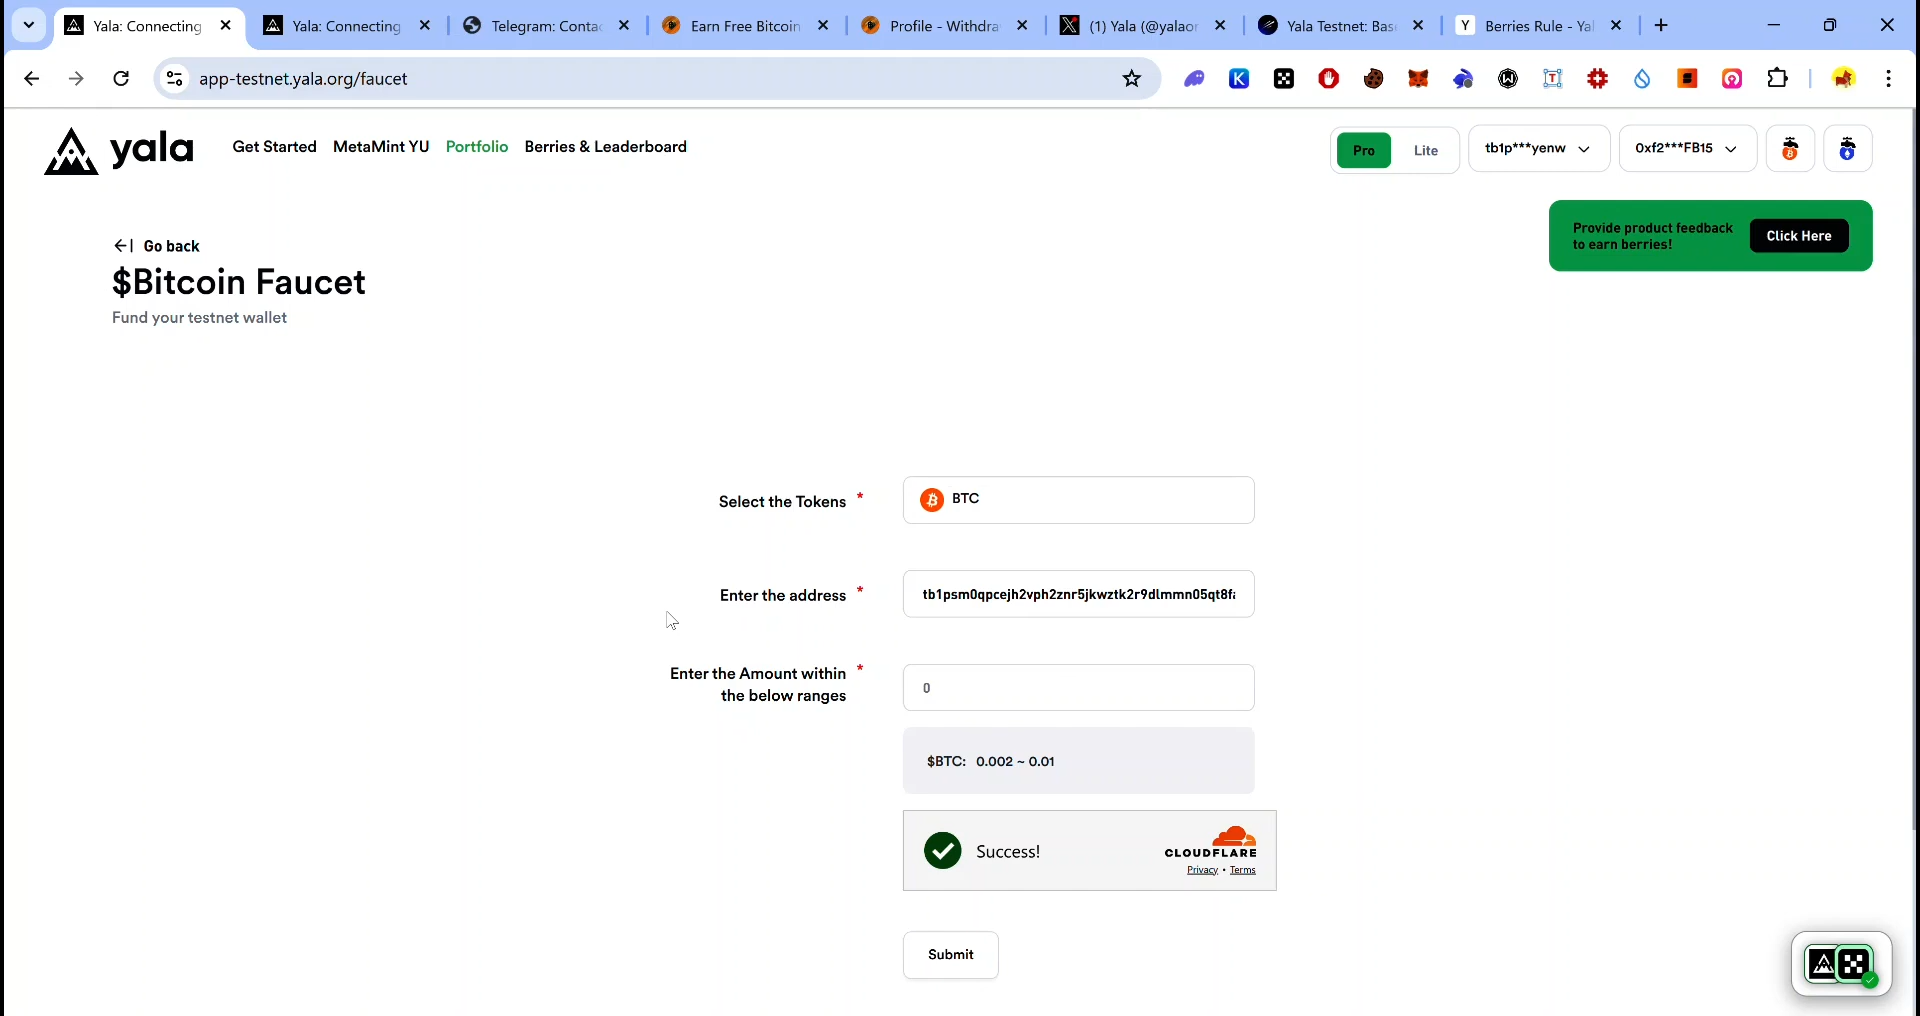 Yala: Connecting
Yala: Connecting
Telegram: Conta
Earn Free Bitcoin
Profile - Withdra
(1) Yala (@yalaor
Yala Testnet: Bas
Berries Rule - Yal
app-testnet.yala.org/faucet
yala
Get Started
MetaMint YU
Portfolio
Berries & Leaderboard
Pro
Lite
tb1p***yenw
0xf2***FB15
Provide product feedback
to earn berries!
Click Here
Go back
$Bitcoin Faucet
Fund your testnet wallet
Select the Tokens *
BTC
Enter the address *
tb1psm0qpcejh2vph2znr5jkwztk2r9dlmmn05qt8f
Enter the Amount within *
the below ranges
0
$BTC: 0.002 ~ 0.01
Success!
CLOUDFLARE
Privacy • Terms
Submit